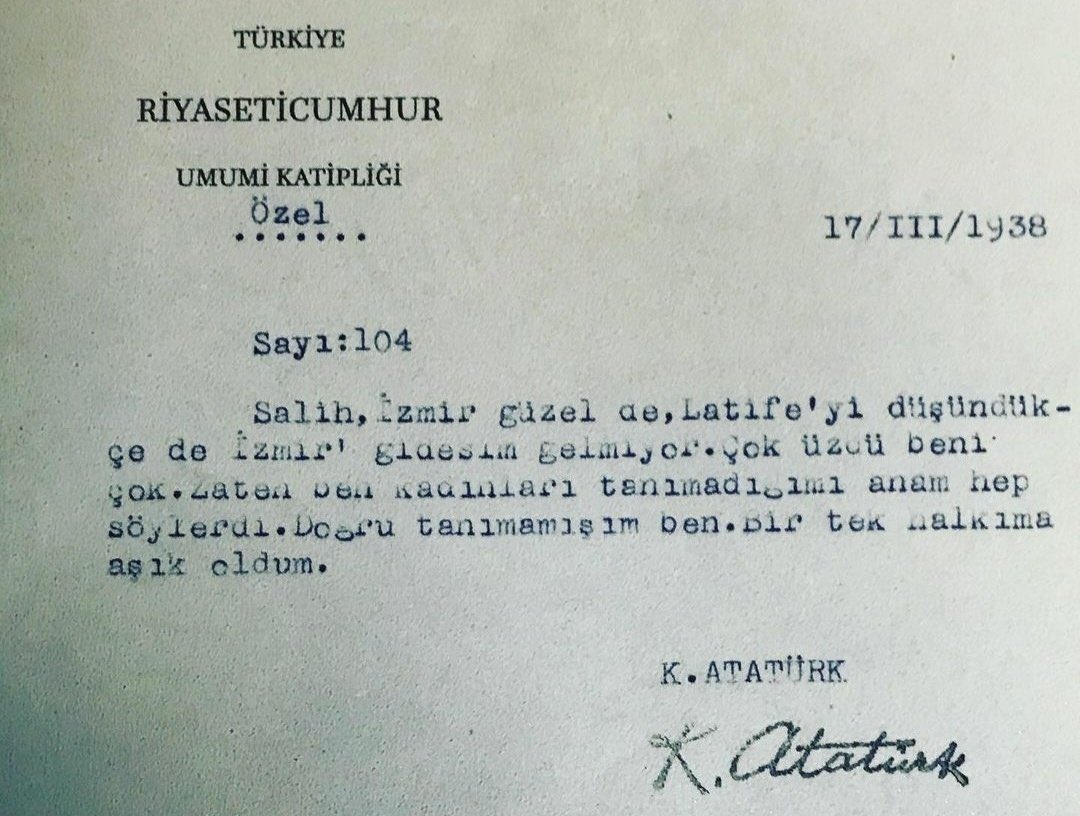 TÜRKİYE
RİYASETİCUMHUR
UMUMİ KATİPLİĞİ
Özel
.......
17/III/1938
Sayı:104
Salih,İzmir güzel de,Latife'yi düşündük-
çe de İzmir' gidesim gelmiyor.Çok üzdü beni
çok.Zaten ben kadınları tanımadığımı anam hep
söylerdi.Doğru tanımamışım ben.Bir tek halkıma
aşık oldum.
K.ATATÜRK
K. Atatürk